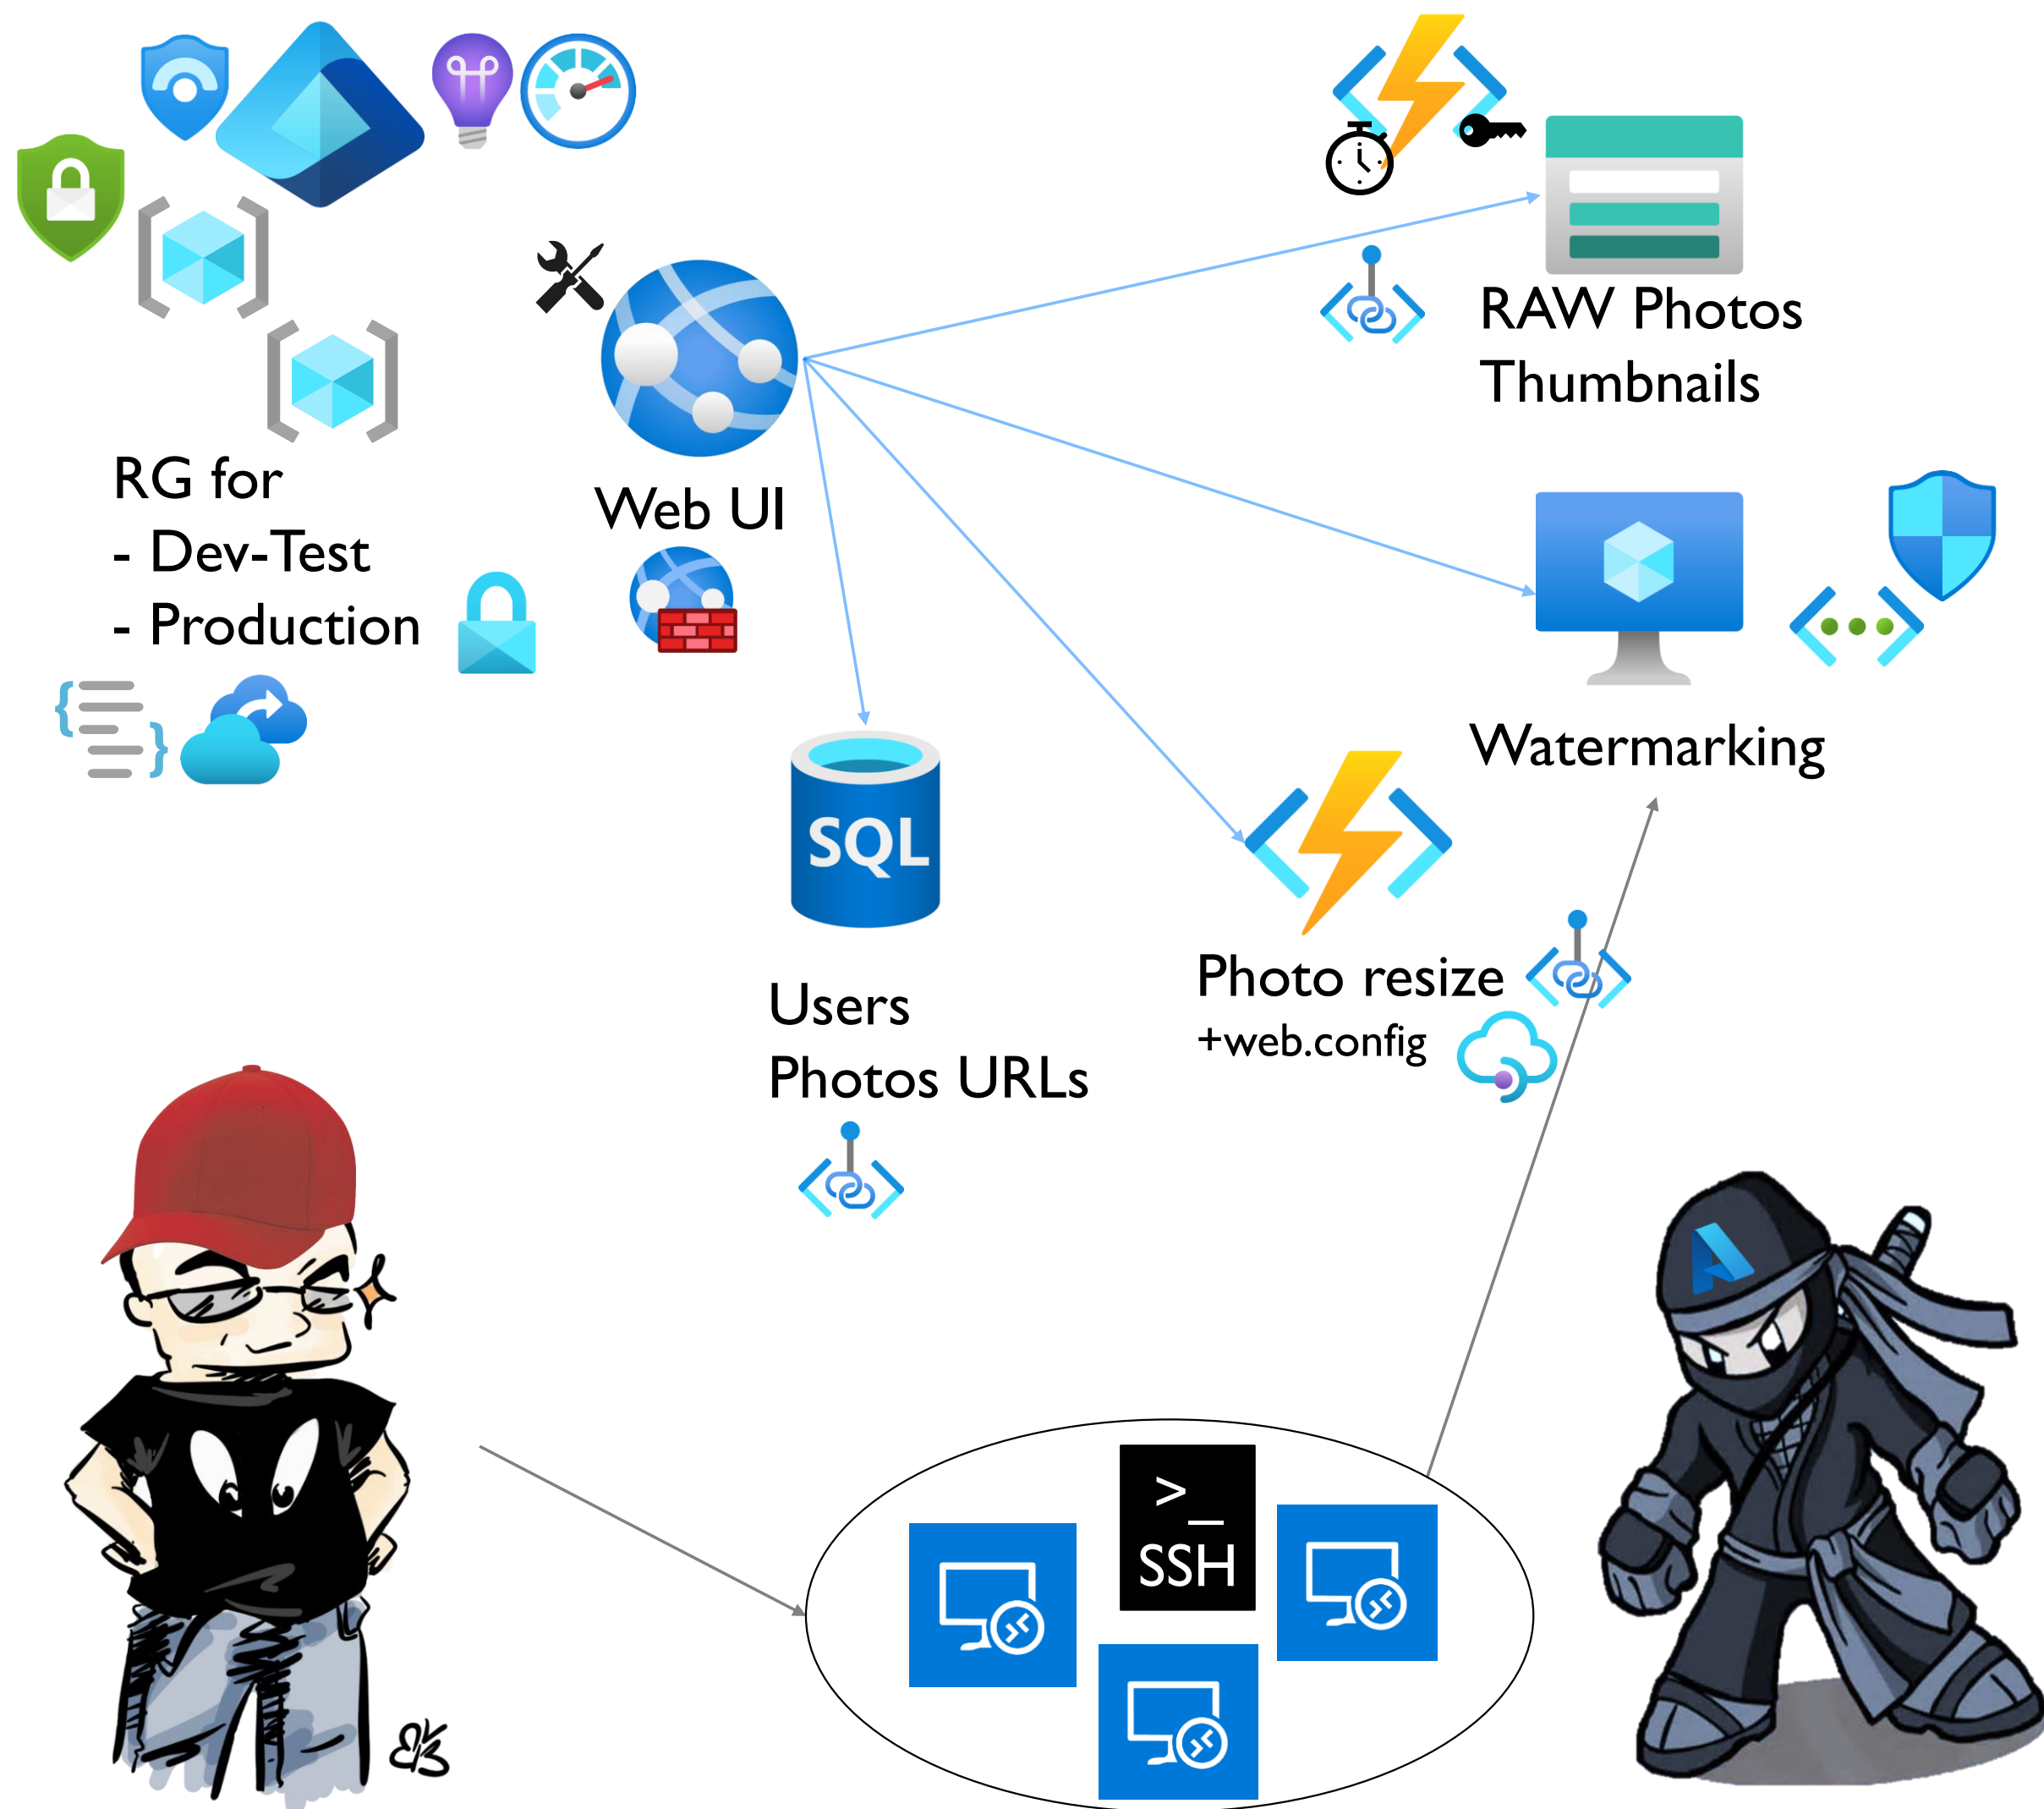 RAW Photos
Thumbnails
RG for
- Dev-Test
- Production
Web UI
Watermarking
SQL
Photo resize
+web.config
Users
Photos URLs
>_
SSH